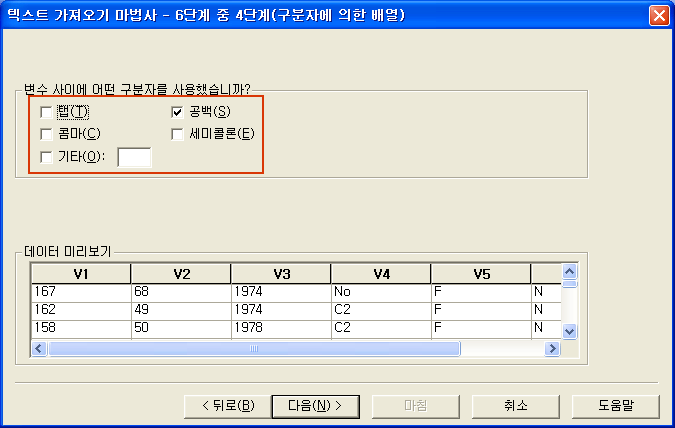 텍스트 가져오기 마법사 - 6단계 중 4단계(구분자에 의한 배열)
변수 사이에 어떤 구분자를 사용했습니까?
탭(T) 공백(S)
콤마(C) 세미콜론(E)
기타(O):
데이터 미리보기
V1 V2 V3 V4 V5
167 68 1974 No F N
162 49 1974 C2 F N
158 50 1978 C2 F N
< 뒤로(B) 다음(N) > 마침 취소 도움말